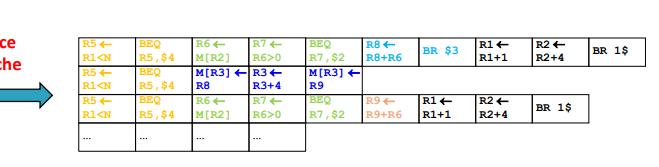 ce
che
R5 ← R1<N
BEQ R5,$4
R6 ← M[R2]
R7 ← R6>0
BEQ R7,$2
R8 ← R8+R6
BR $3
R1 ← R1+1
R2 ← R2+4
BR 1$
R5 ← R1<N
BEQ R5,$4
M[R3] ← R8
R3 ← R3+4
M[R3] ← R9
R5 ← R1<N
BEQ R5,$4
R6 ← M[R2]
R7 ← R6>0
BEQ R7,$2
R9 ← R9+R6
R1 ← R1+1
R2 ← R2+4
BR 1$
…
…
…
…